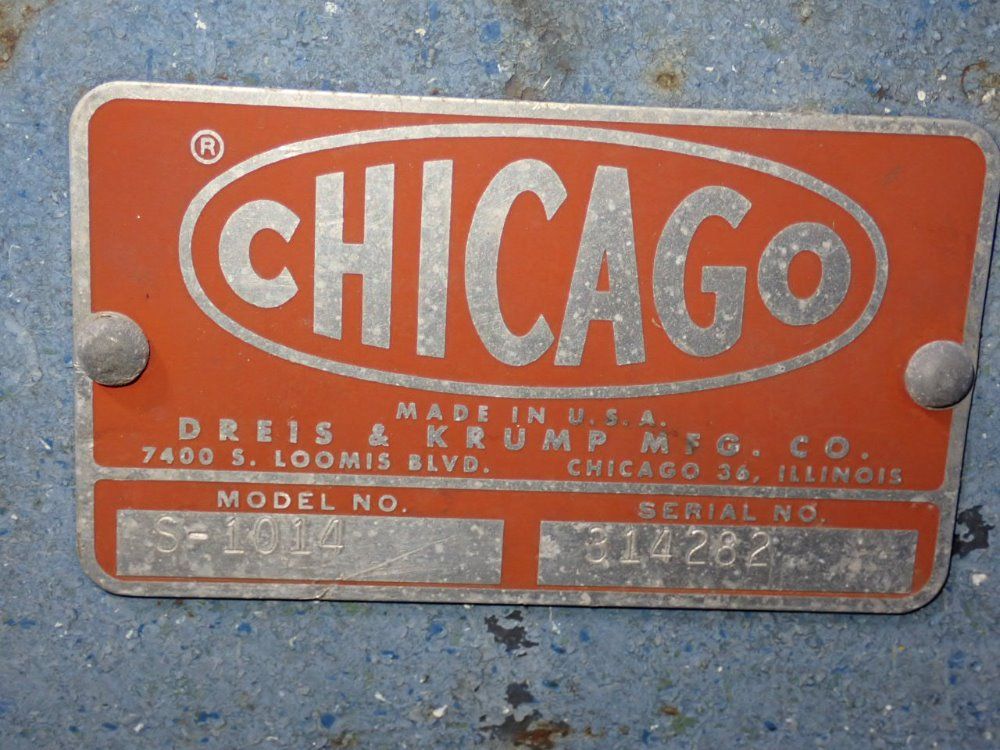 ®
CHICAGO
MADE IN U.S.A.
DREIS & KRUMP MFG. CO.
7400 S. LOOMIS BLVD. CHICAGO 36, ILLINOIS
MODEL NO. SERIAL NO.
S-1014 314282